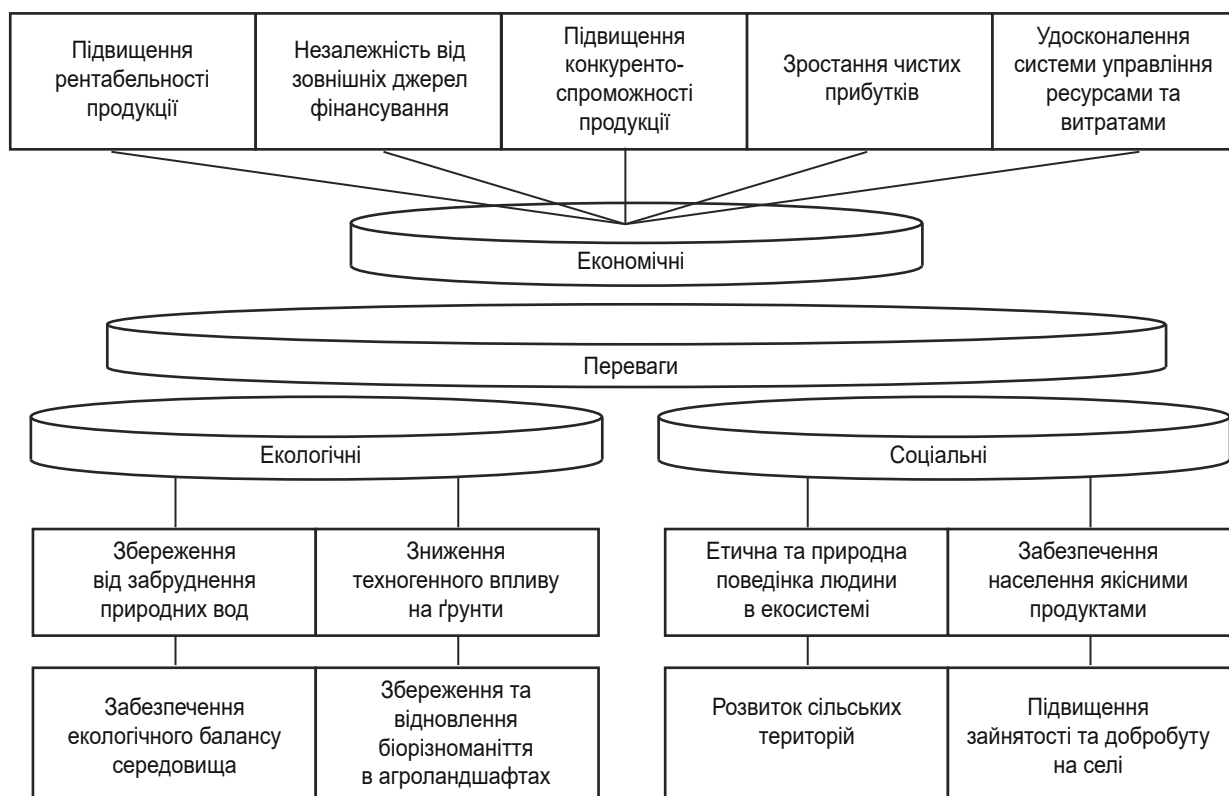 Підвищення
рентабельності
продукції
Незалежність від
зовнішніх джерел
фінансування
Підвищення
конкуренто-
спроможності
продукції
Зростання чистих
прибутків
Удосконалення
системи управління
ресурсами та
витратами
Економічні
Переваги
Екологічні
Соціальні
Збереження
від забруднення
природних вод
Зниження
техногенного впливу
на ґрунти
Етична та природна
поведінка людини
в екосистемі
Забезпечення
населення якісними
продуктами
Забезпечення
екологічного балансу
середовища
Збереження та
відновлення
біорізноманіття
в агроландшафтах
Розвиток сільських
територій
Підвищення
зайнятості та добробуту
на селі